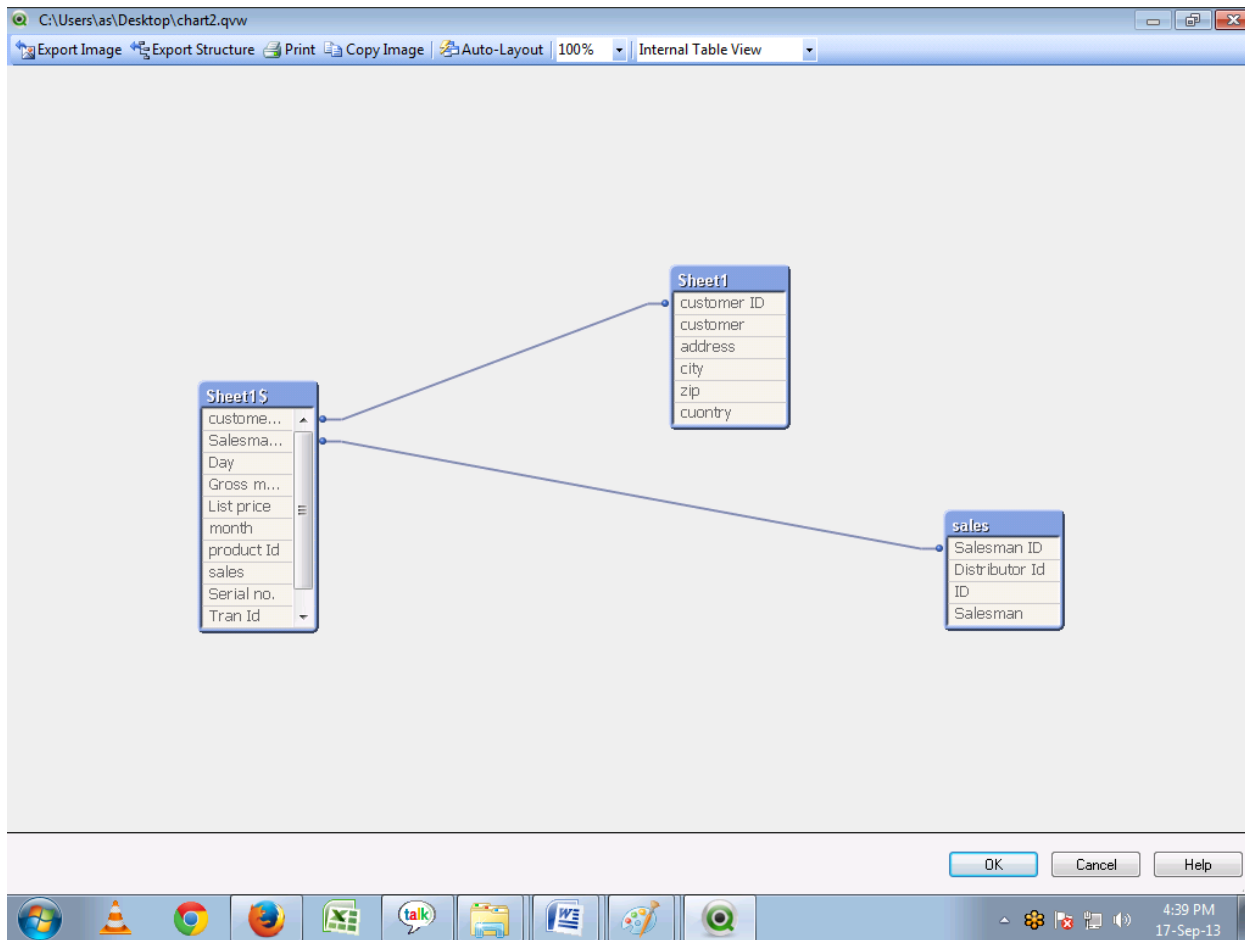 C:\Users\as\Desktop\chart2.qvw
Export Image Export Structure Print Copy Image Auto-Layout 100% Internal Table View
Sheet1
customer ID
customer
address
city
zip
cuontry
Sheet1$
custome...
Salesma...
Day
Gross m...
List price
month
product Id
sales
Serial no.
Tran Id
sales
Salesman ID
Distributor Id
ID
Salesman
OK Cancel Help
talk
W
4:39 PM
17-Sep-13